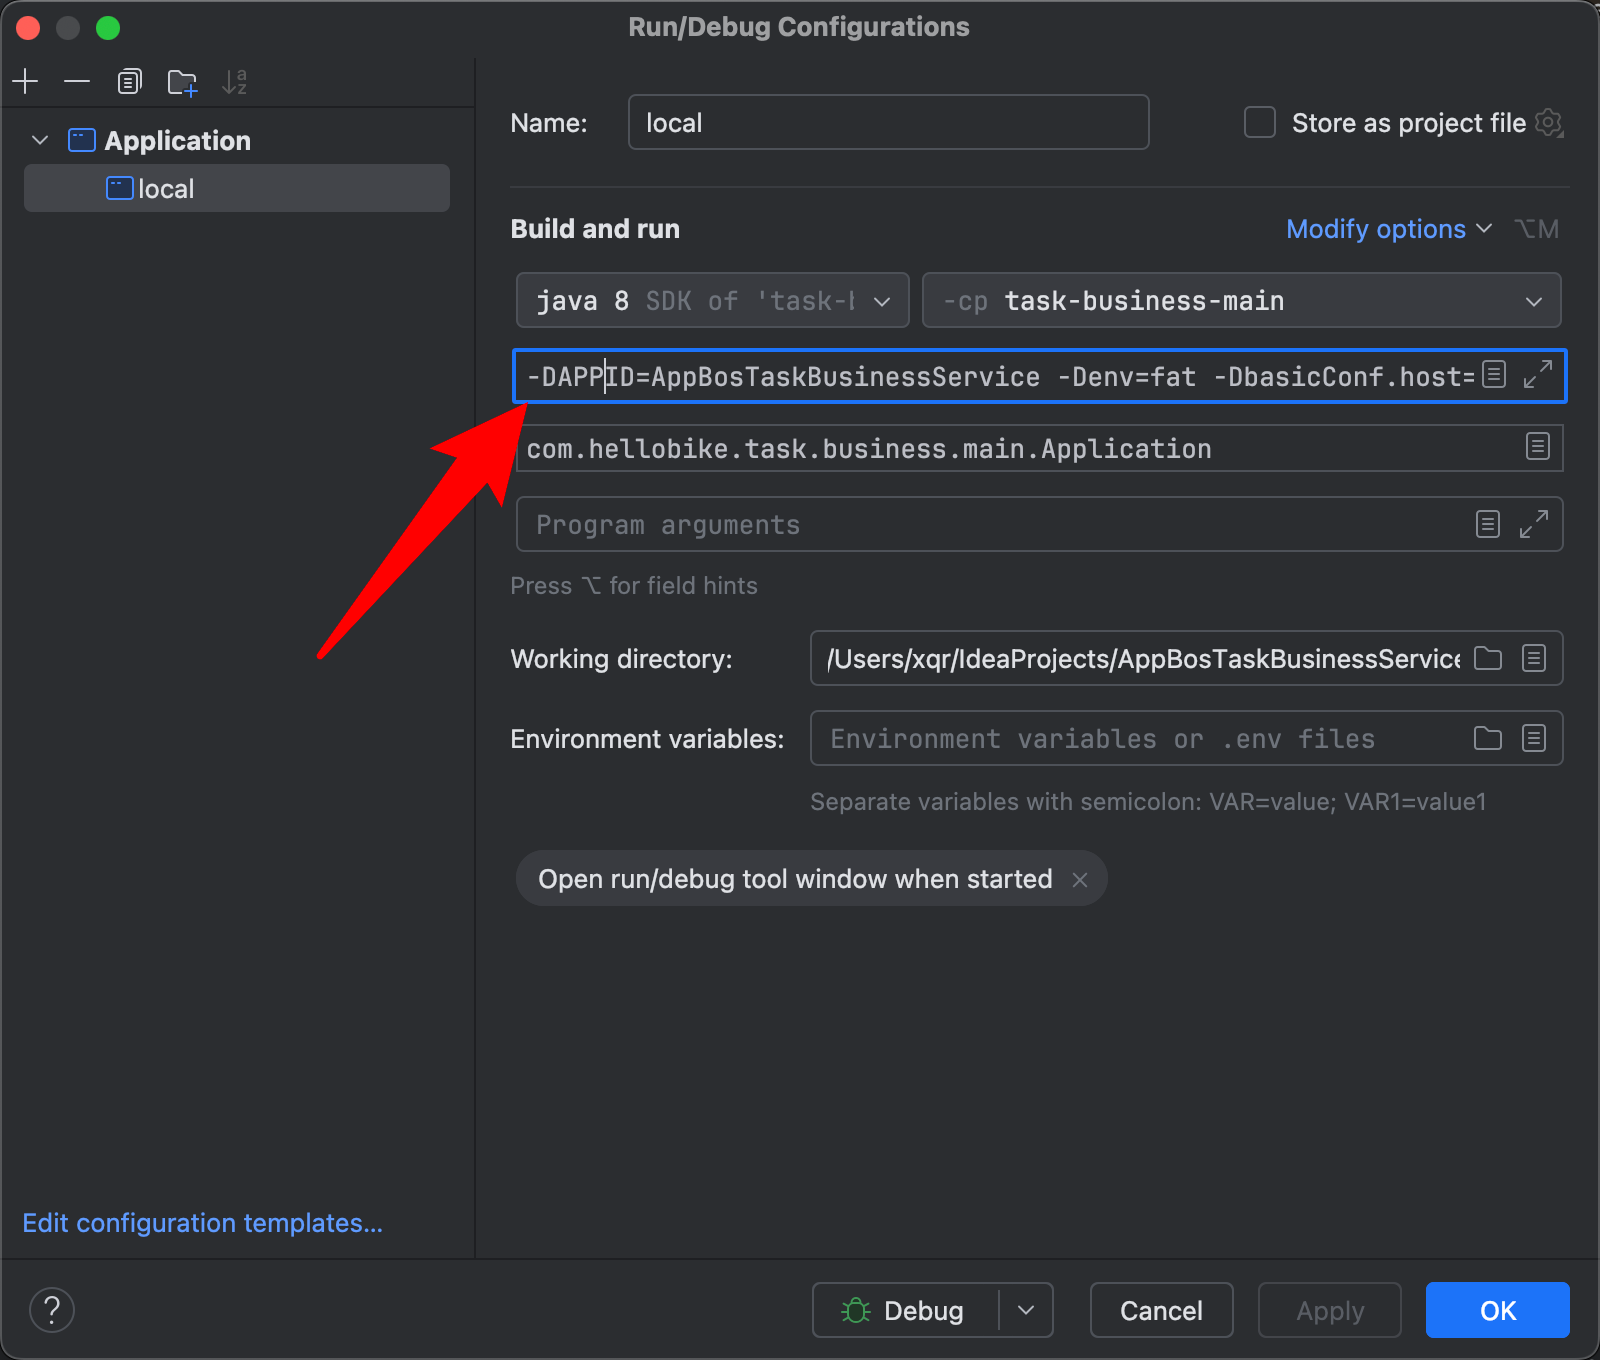 Run/Debug Configurations
Application
local
Name:
local
Store as project file
Build and run
Modify options
⌥M
java 8 SDK of 'task-b
-cp task-business-main
-DAPPID=AppBosTaskBusinessService -Denv=fat -DbasicConf.host=
com.hellobike.task.business.main.Application
Program arguments
Press ⌥ for field hints
Working directory:
/Users/xqr/IdeaProjects/AppBosTaskBusinessService
Environment variables:
Environment variables or .env files
Separate variables with semicolon: VAR=value; VAR1=value1
Open run/debug tool window when started
Edit configuration templates...
?
Debug
Cancel
Apply
OK